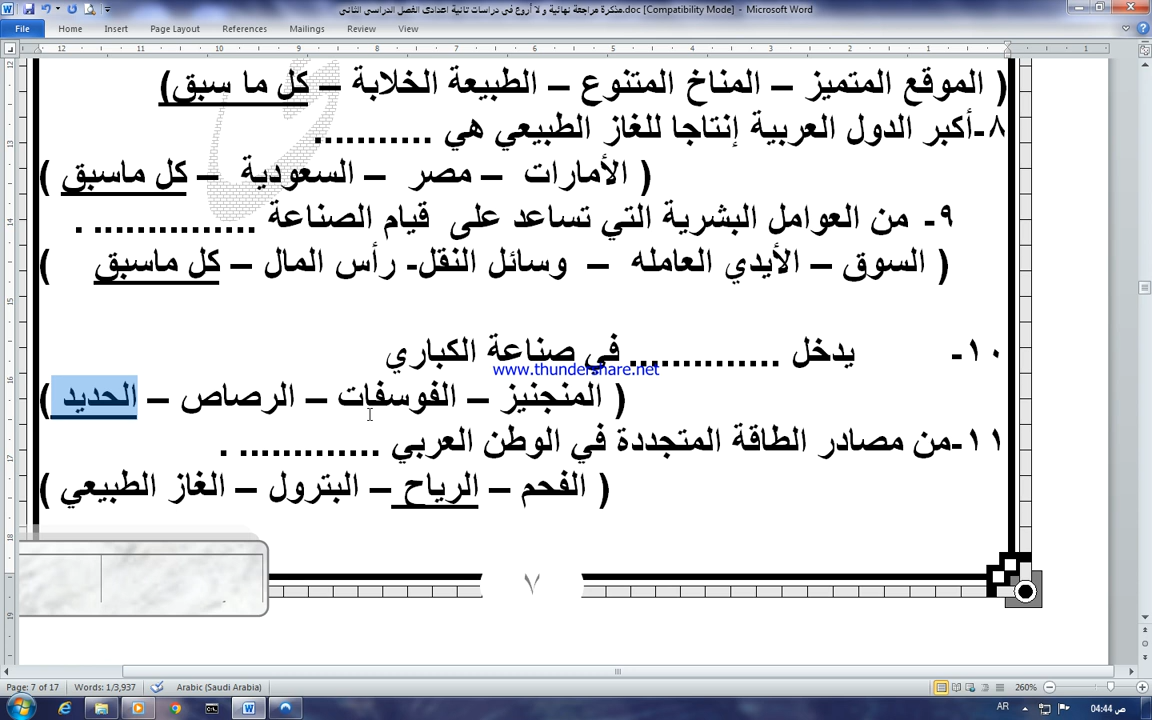 مذكرة مراجعة نهائية و لا أروع فى دراسات تانية اعدادى الفصل الدراسى الثانى.doc [Compatibility Mode] - Microsoft Word
File Home Insert Page Layout References Mailings Review View
( الموقع المتميز – المناخ المتنوع – الطبيعة الخلابة – كل ما سبق)
٨-أكبر الدول العربية إنتاجا للغاز الطبيعي هي ...........
( الأمارات – مصر – السعودية – كل ماسبق )
٩- من العوامل البشرية التي تساعد على قيام الصناعة ............... .
( السوق – الأيدي العامله – وسائل النقل- رأس المال – كل ماسبق )
١٠- يدخل .............. في صناعة الكباري
www.thundershare.net
( المنجنيز – الفوسفات – الرصاص – الحديد )
١١-من مصادر الطاقة المتجددة في الوطن العربي ............. .
( الفحم – الرياح – البترول – الغاز الطبيعي )
٧
Page: 7 of 17 Words: 1/3,937 Arabic (Saudi Arabia) 260%
AR 04:44 ص